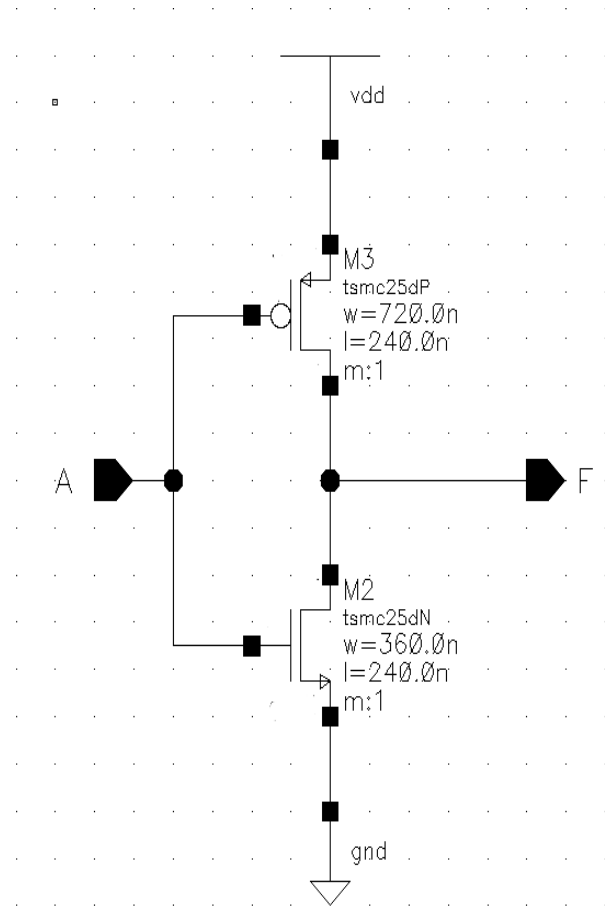 vdd
M3
tsmc25dP
w=720.0n
l=240.0n
m:1
A
F
M2
tsmc25dN
w=360.0n
l=240.0n
m:1
gnd